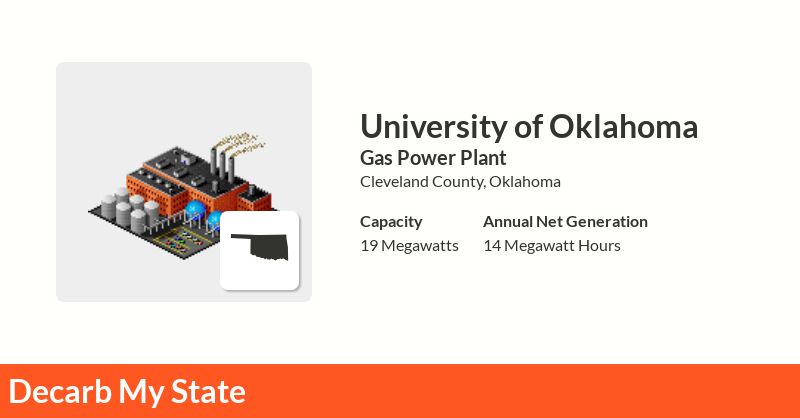 University of Oklahoma
Gas Power Plant
Cleveland County, Oklahoma
Capacity
19 Megawatts
Annual Net Generation
14 Megawatt Hours
Decarb My State